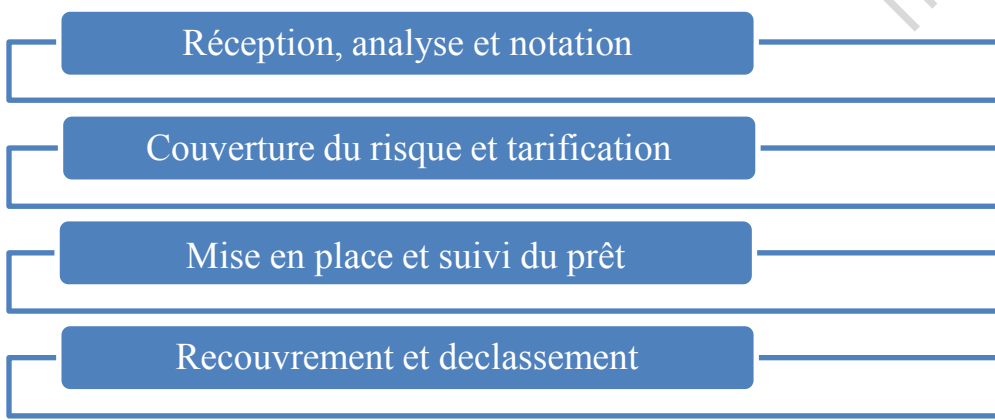 Réception, analyse et notation
Couverture du risque et tarification
Mise en place et suivi du prêt
Recouvrement et declassement